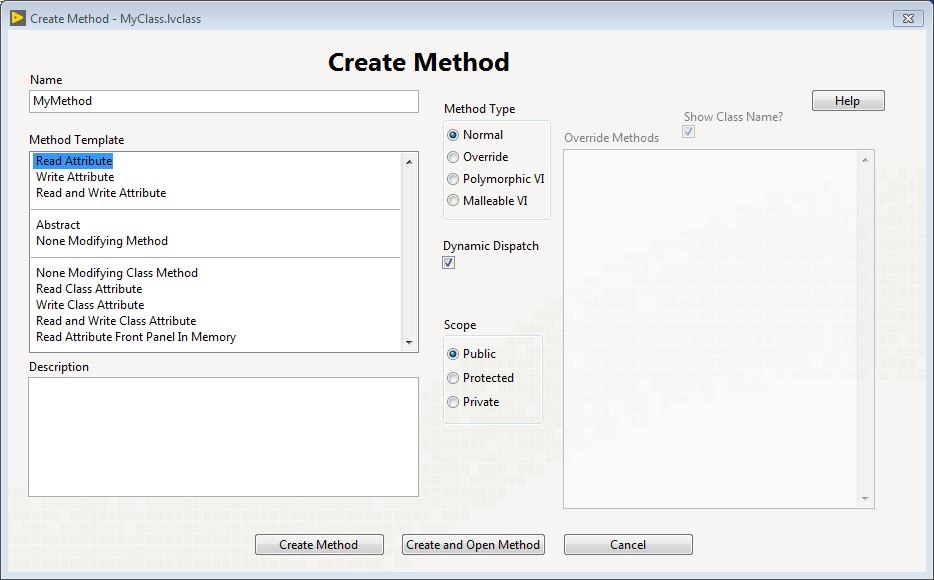 Create Method - MyClass.lvclass
Create Method
Name
MyMethod
Method Template
Read Attribute
Write Attribute
Read and Write Attribute
Abstract
None Modifying Method
None Modifying Class Method
Read Class Attribute
Write Class Attribute
Read and Write Class Attribute
Read Attribute Front Panel In Memory
Description
Method Type
Normal
Override
Polymorphic VI
Malleable VI
Dynamic Dispatch
Scope
Public
Protected
Private
Help
Show Class Name?
Override Methods
Create Method
Create and Open Method
Cancel